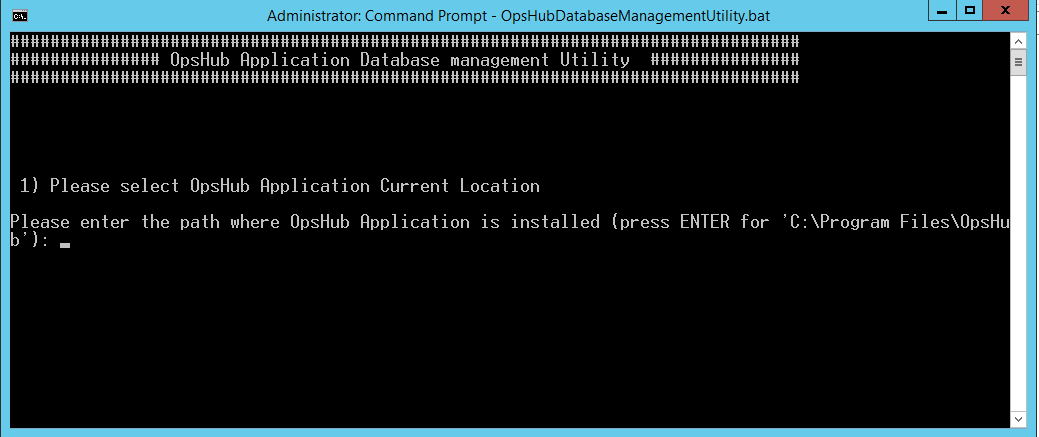 Administrator: Command Prompt - OpsHubDatabaseManagementUtility.bat
###############################################################################
############### OpsHub Application Database management Utility  ###############
###############################################################################
1) Please select OpsHub Application Current Location
Please enter the path where OpsHub Application is installed (press ENTER for 'C:\Program Files\OpsHu
b'): _